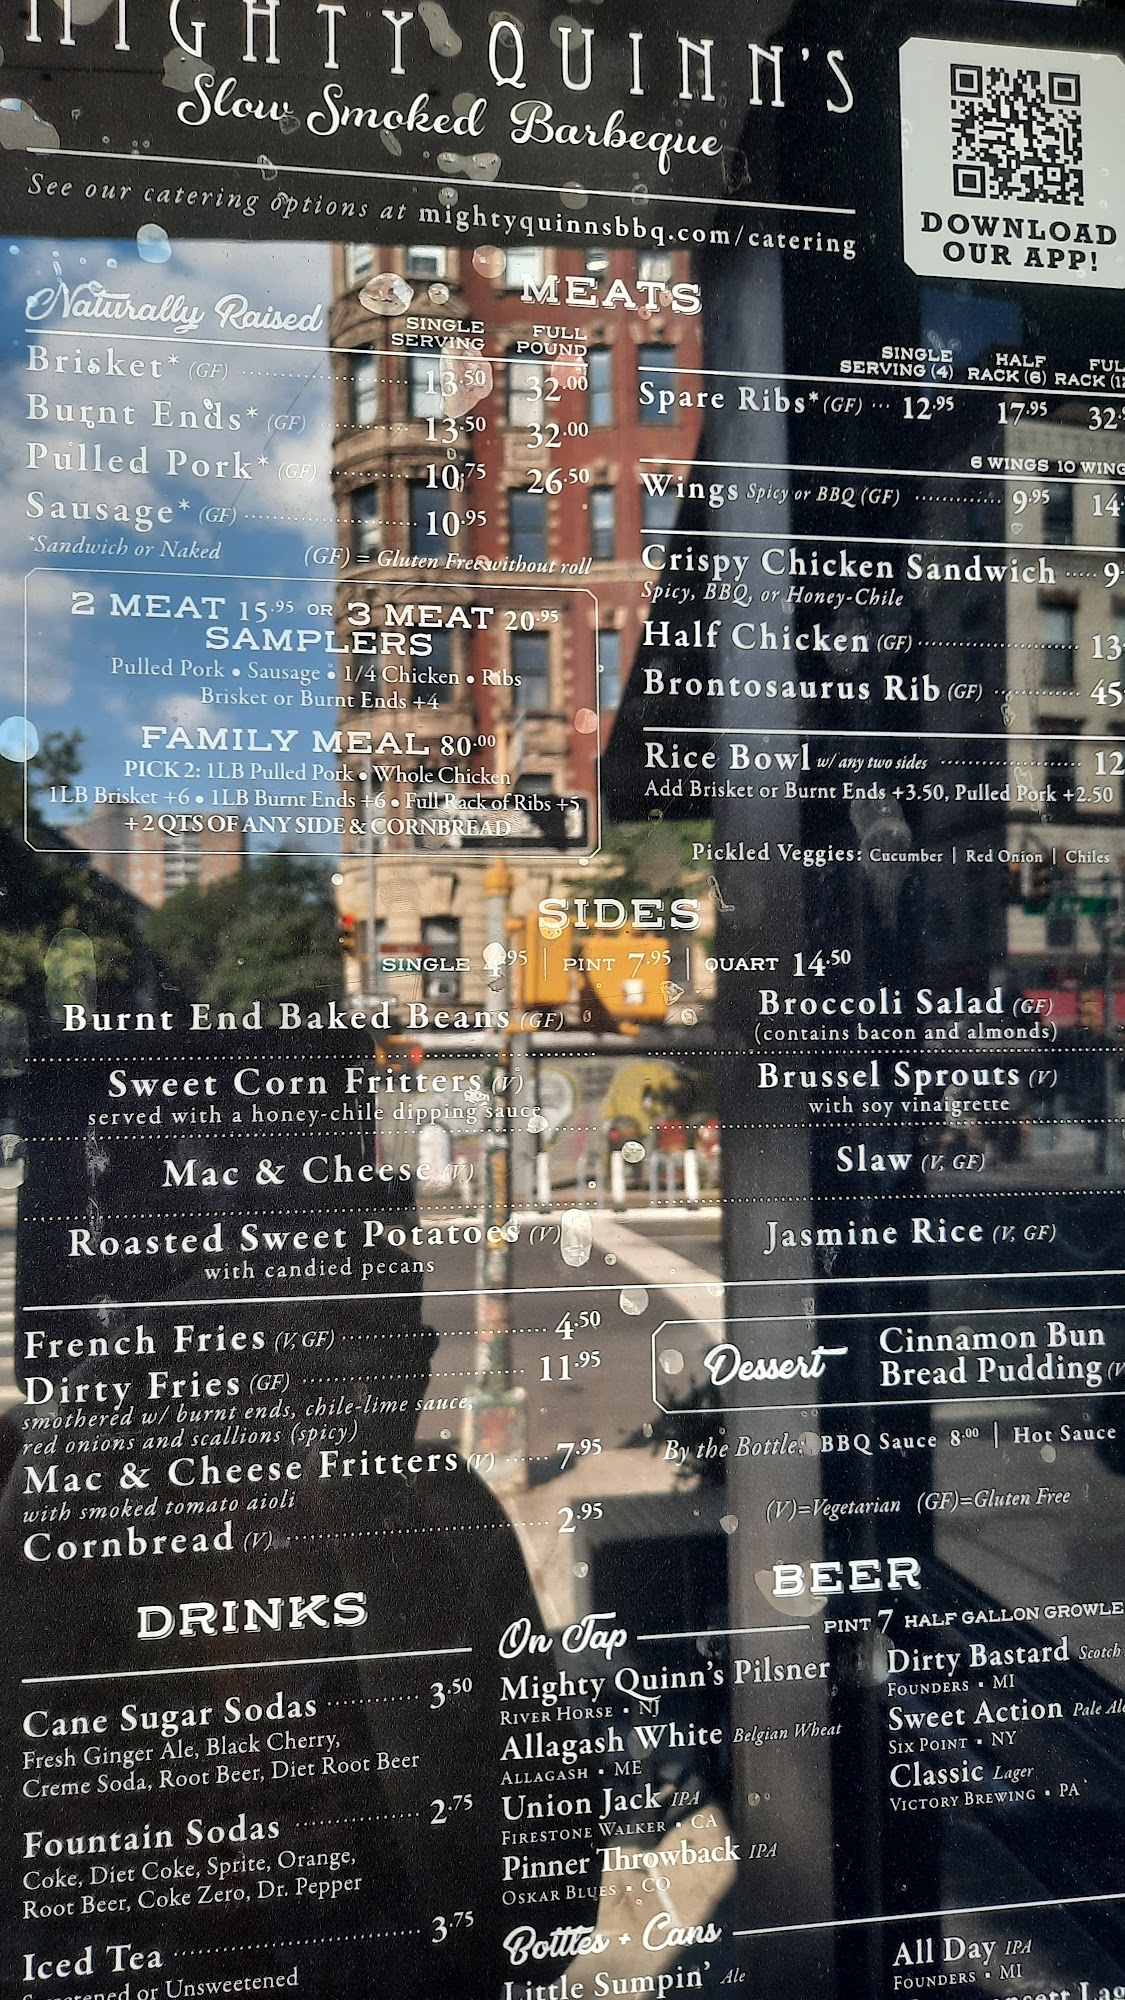 MIGHTY QUINN'S
Slow Smoked Barbeque
See our catering options at mightyquinnsbbq.com/catering
DOWNLOAD
OUR APP!
MEATS
Naturally Raised
SINGLE SERVING FULL POUND
Brisket* (GF) 13.50 32.00
Burnt Ends* (GF) 13.50 32.00
Pulled Pork* (GF) 10.75 26.50
Sausage* (GF) 10.95
*Sandwich or Naked (GF) = Gluten Free without roll
2 MEAT 15.95 OR 3 MEAT 20.95
SAMPLERS
Pulled Pork • Sausage • 1/4 Chicken • Ribs
Brisket or Burnt Ends +4
FAMILY MEAL 80.00
PICK 2: 1LB Pulled Pork • Whole Chicken
1LB Brisket +6 • 1LB Burnt Ends +6 • Full Rack of Ribs +5
+ 2 QTS OF ANY SIDE & CORNBREAD
SINGLE SERVING (4) HALF RACK (6) RACK
Spare Ribs* (GF) 12.95 17.95 32
6 WINGS 10 WING
Wings Spicy or BBQ (GF) 9.95 14
Crispy Chicken Sandwich 9
Spicy, BBQ, or Honey-Chile
Half Chicken (GF) 13
Brontosaurus Rib (GF) 45
Rice Bowl w/ any two sides 12
Add Brisket or Burnt Ends +3.50, Pulled Pork +2.50
Pickled Veggies: Cucumber | Red Onion | Chiles
SIDES
SINGLE 4.95 | PINT 7.95 | QUART 14.50
Burnt End Baked Beans (GF)
Sweet Corn Fritters (V)
served with a honey-chile dipping sauce
Mac & Cheese (V)
Roasted Sweet Potatoes (V)
with candied pecans
Broccoli Salad (GF)
(contains bacon and almonds)
Brussel Sprouts (V)
with soy vinaigrette
Slaw (V, GF)
Jasmine Rice (V, GF)
French Fries (V, GF) 4.50
Dirty Fries (GF) 11.95
smothered w/ burnt ends, chile-lime sauce,
red onions and scallions (spicy)
Mac & Cheese Fritters (V) 7.95
with smoked tomato aioli
Cornbread (V) 2.95
Dessert
Cinnamon Bun
Bread Pudding (V
By the Bottle: BBQ Sauce 8.00 | Hot Sauce
(V)=Vegetarian (GF)=Gluten Free
DRINKS
Cane Sugar Sodas 3.50
Fresh Ginger Ale, Black Cherry,
Creme Soda, Root Beer, Diet Root Beer
Fountain Sodas 2.75
Coke, Diet Coke, Sprite, Orange,
Root Beer, Coke Zero, Dr. Pepper
Iced Tea 3.75
or Unsweetened
BEER
On Tap PINT 7 HALF GALLON GROWLE
Mighty Quinn's Pilsner
RIVER HORSE • NJ
Allagash White Belgian Wheat
ALLAGASH • ME
Union Jack IPA
FIRESTONE WALKER • CA
Pinner Throwback IPA
OSKAR BLUES • CO
Dirty Bastard Scotch
FOUNDERS • MI
Sweet Action Pale Ale
SIX POINT • NY
Classic Lager
VICTORY BREWING • PA
Bottles + Cans
Little Sumpin' Ale
All Day IPA
FOUNDERS • MI